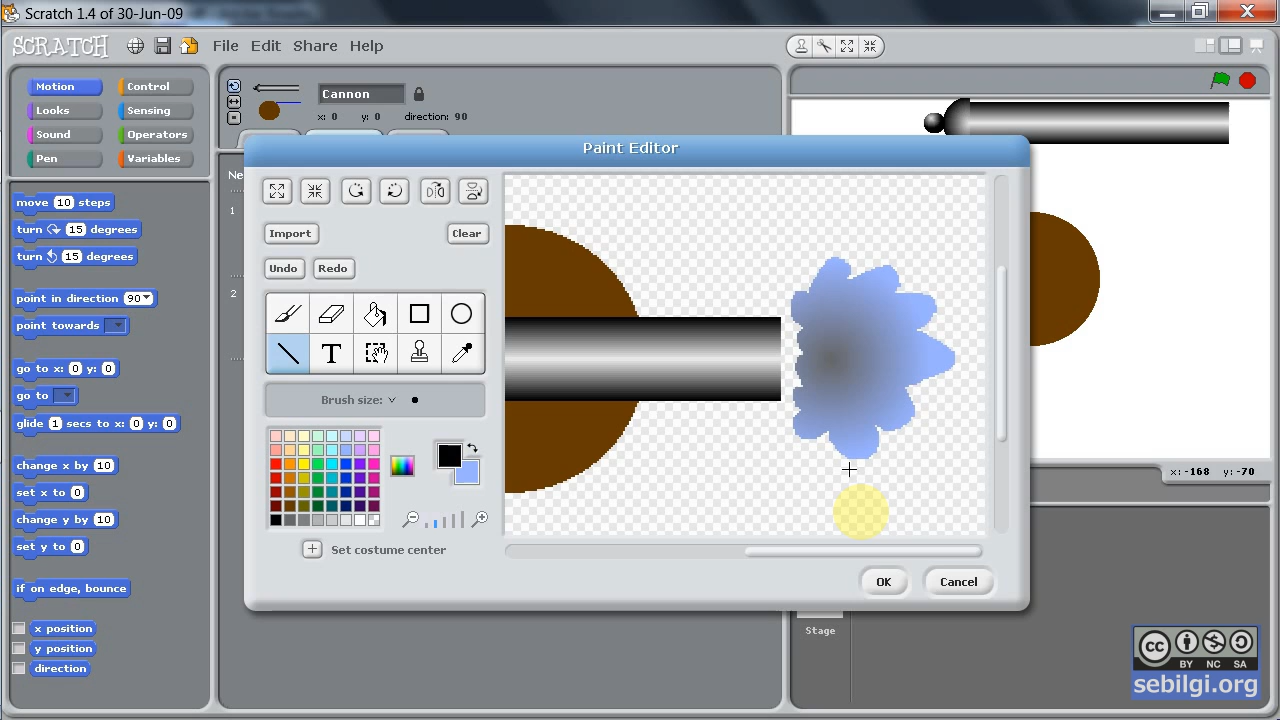 Scratch 1.4 of 30-Jun-09
SCRATCH
File Edit Share Help
Motion Control
Looks Sensing
Sound Operators
Pen Variables
Cannon
x: 0 y: 0 direction: 90
Paint Editor
Ne
1
2
move 10 steps
turn 15 degrees
turn 15 degrees
point in direction 90
point towards
go to x: 0 y: 0
go to
glide 1 secs to x: 0 y: 0
change x by 10
set x to 0
change y by 10
set y to 0
if on edge, bounce
x position
y position
direction
Import Clear
Undo Redo
T
Brush size:
Set costume center
OK Cancel
x: -168 y: -70
Stage
cc BY NC SA
sebilgi.org